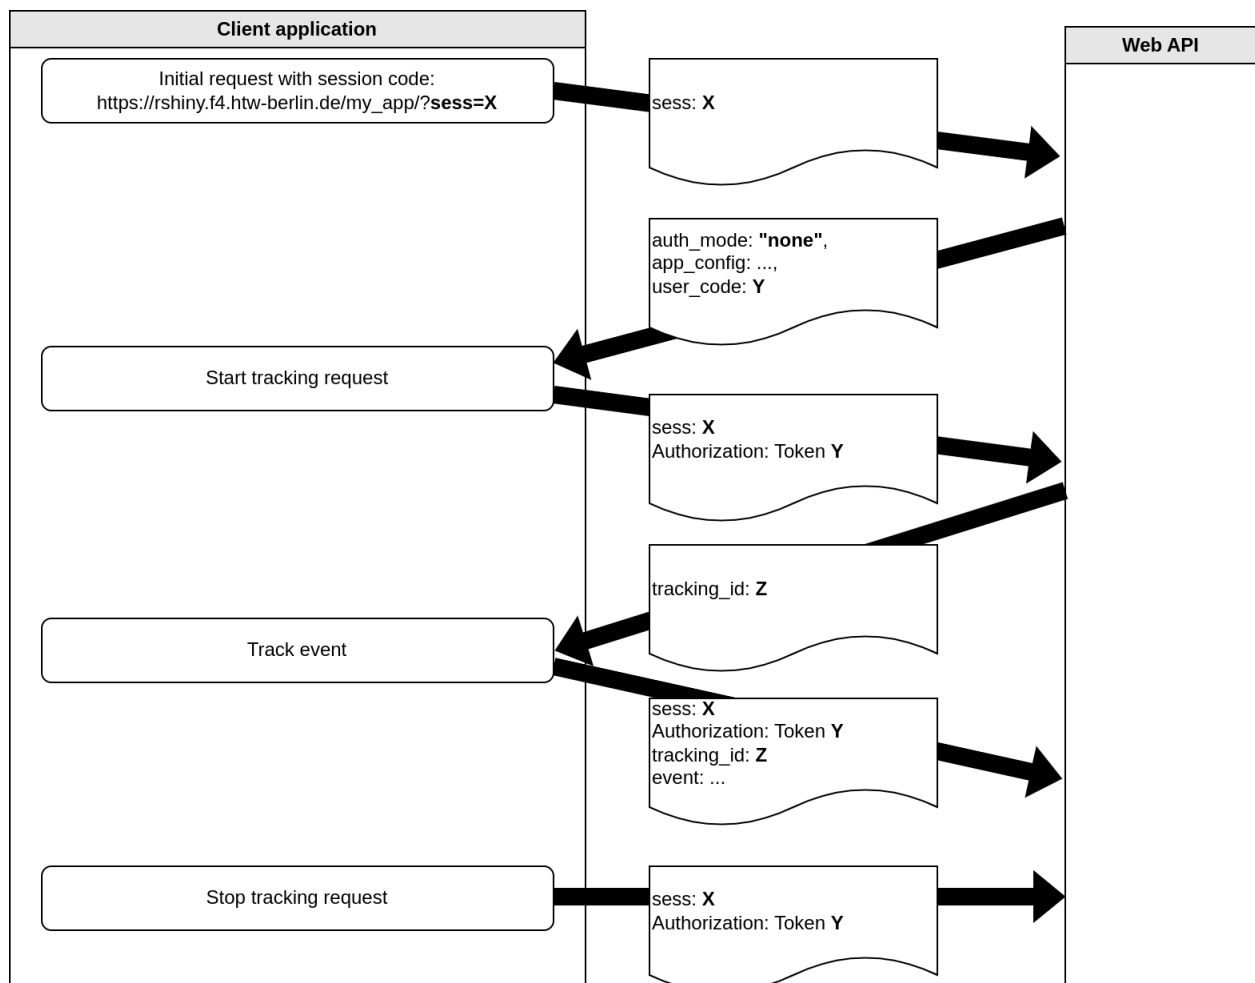 Client application
Web API
Initial request with session code:
https://rshiny.f4.htw-berlin.de/my_app/?sess=X
sess: X
auth_mode: "none",
app_config: ...,
user_code: Y
Start tracking request
sess: X
Authorization: Token Y
tracking_id: Z
Track event
sess: X
Authorization: Token Y
tracking_id: Z
event: ...
Stop tracking request
sess: X
Authorization: Token Y